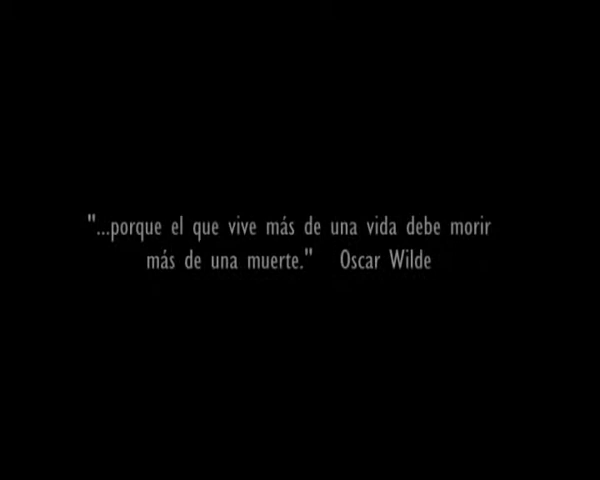 "...porque el que vive más de una vida debe morir
más de una muerte."   Oscar Wilde